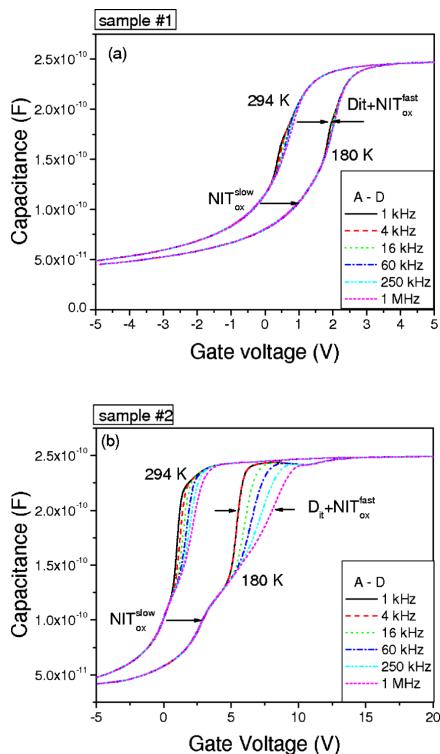 sample #1
(a)
2.5x10⁻¹⁰
2.0x10⁻¹⁰
1.5x10⁻¹⁰
1.0x10⁻¹⁰
5.0x10⁻¹¹
0.0
Capacitance (F)
294 K
Dit+NITₒₓᶠᵃˢᵗ
180 K
NITₒₓˢˡᵒʷ
A - D
1 kHz
4 kHz
16 kHz
60 kHz
250 kHz
1 MHz
-5 -4 -3 -2 -1 0 1 2 3 4 5
Gate voltage (V)
sample #2
(b)
2.5x10⁻¹⁰
2.0x10⁻¹⁰
1.5x10⁻¹⁰
1.0x10⁻¹⁰
5.0x10⁻¹¹
Capacitance (F)
294 K
Dᵢₜ+NITₒₓᶠᵃˢᵗ
180 K
NITₒₓˢˡᵒʷ
A - D
1 kHz
4 kHz
16 kHz
60 kHz
250 kHz
1 MHz
-5 0 5 10 15 20
Gate Voltage (V)